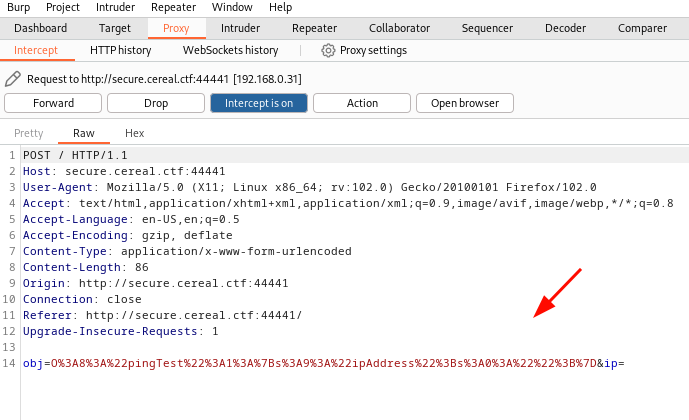 Burp Project Intruder Repeater Window Help
Dashboard Target Proxy Intruder Repeater Collaborator Sequencer Decoder Comparer
Intercept HTTP history WebSockets history Proxy settings
Request to http://secure.cereal.ctf:44441 [192.168.0.31]
Forward Drop Intercept is on Action Open browser
Pretty Raw Hex
1 POST / HTTP/1.1
2 Host: secure.cereal.ctf:44441
3 User-Agent: Mozilla/5.0 (X11; Linux x86_64; rv:102.0) Gecko/20100101 Firefox/102.0
4 Accept: text/html,application/xhtml+xml,application/xml;q=0.9,image/avif,image/webp,*/*;q=0.8
5 Accept-Language: en-US,en;q=0.5
6 Accept-Encoding: gzip, deflate
7 Content-Type: application/x-www-form-urlencoded
8 Content-Length: 86
9 Origin: http://secure.cereal.ctf:44441
10 Connection: close
11 Referer: http://secure.cereal.ctf:44441/
12 Upgrade-Insecure-Requests: 1
13
14 obj=O%3A8%3A%22pingTest%22%3A1%3A%7Bs%3A9%3A%22ipAddress%22%3Bs%3A0%3A%22%22%3B%7D&ip=